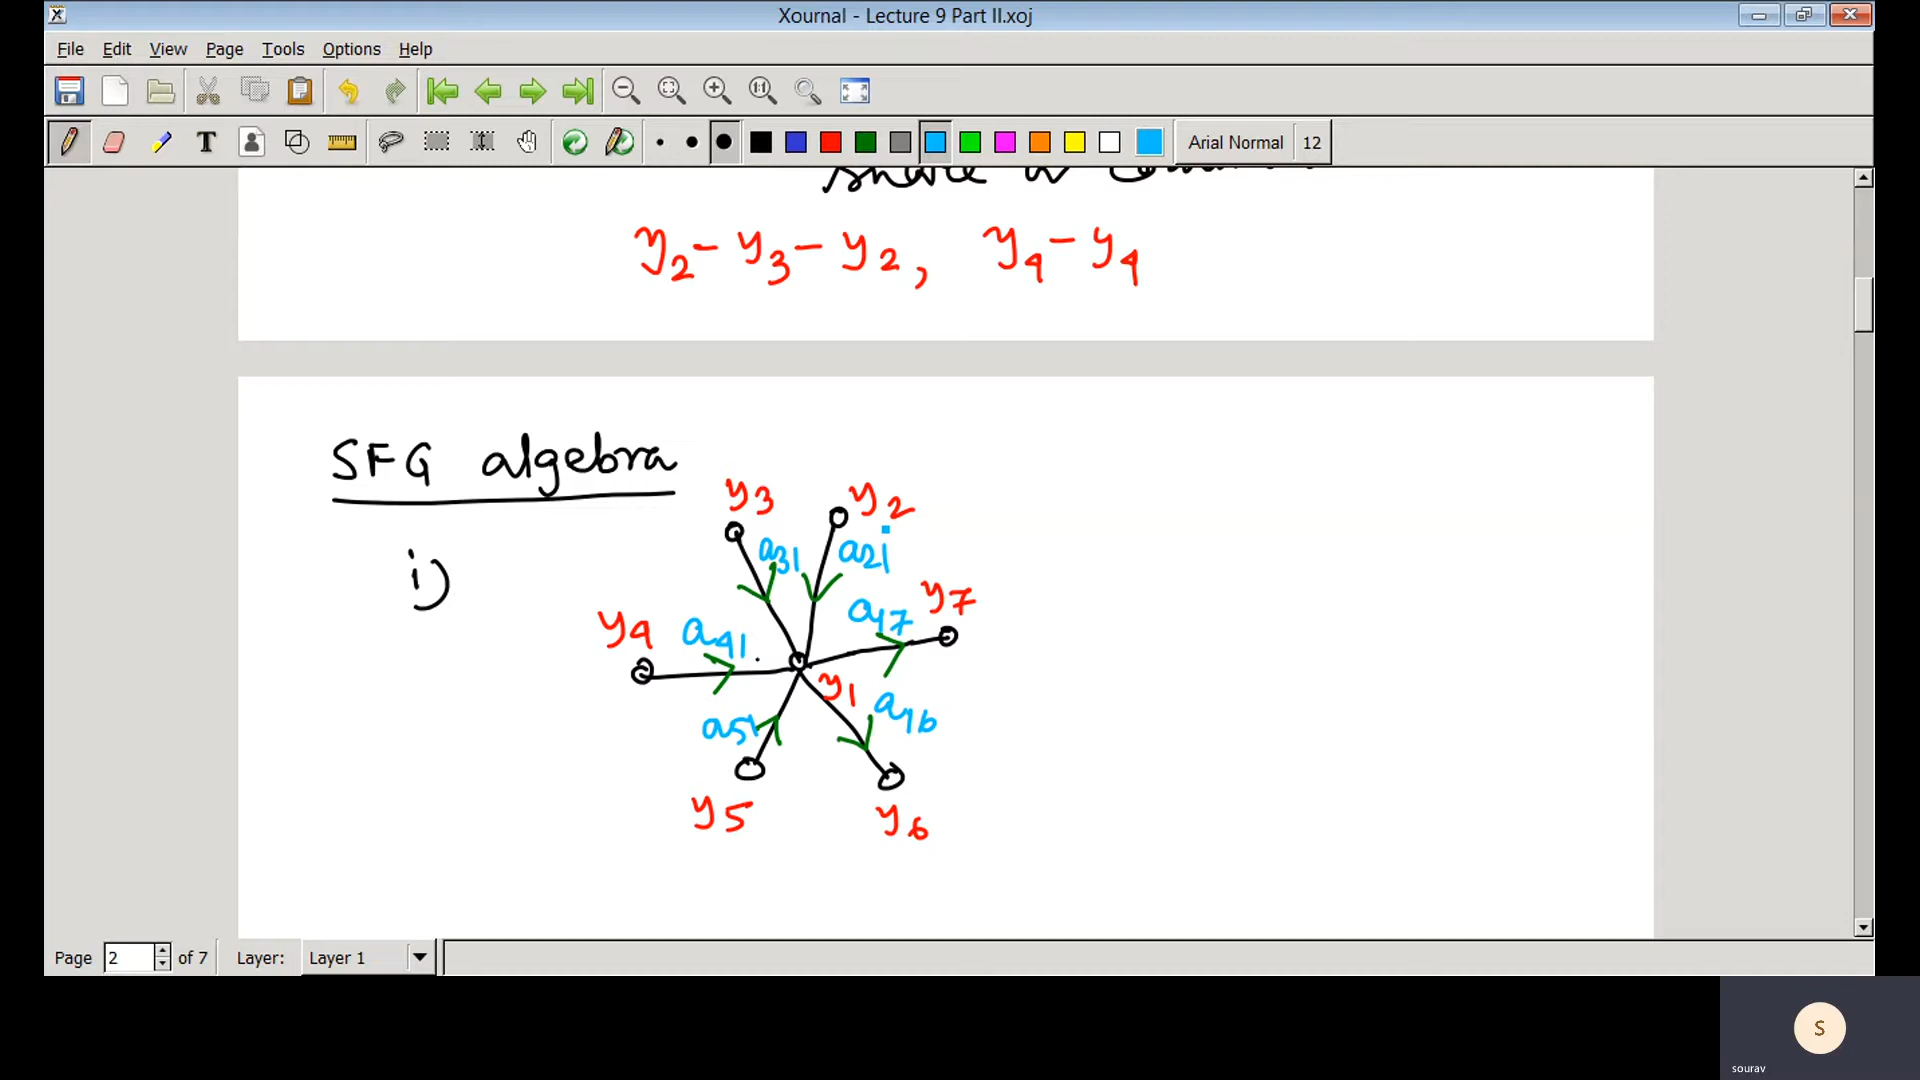 Xournal - Lecture 9 Part II.xoj
File Edit View Page Tools Options Help
T Arial Normal 12
y2 - y3 - y2, y4 - y4
SFG algebra
i)
y3 y2
a31 a21
y4 a41 a17 y7
y1
a51 a16
y5 y6
Page 2 of 7 Layer: Layer 1
S
sourav